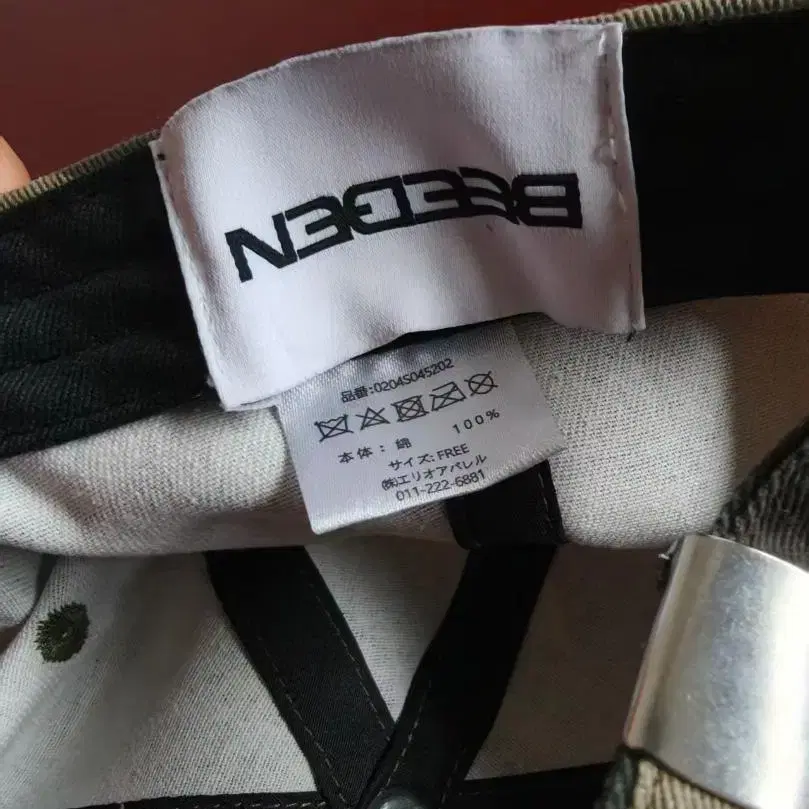 BEEDEN
品番:0204S045202
本体： 綿 100%
サイズ: FREE
㈱エリオアパレル
011-222-6881